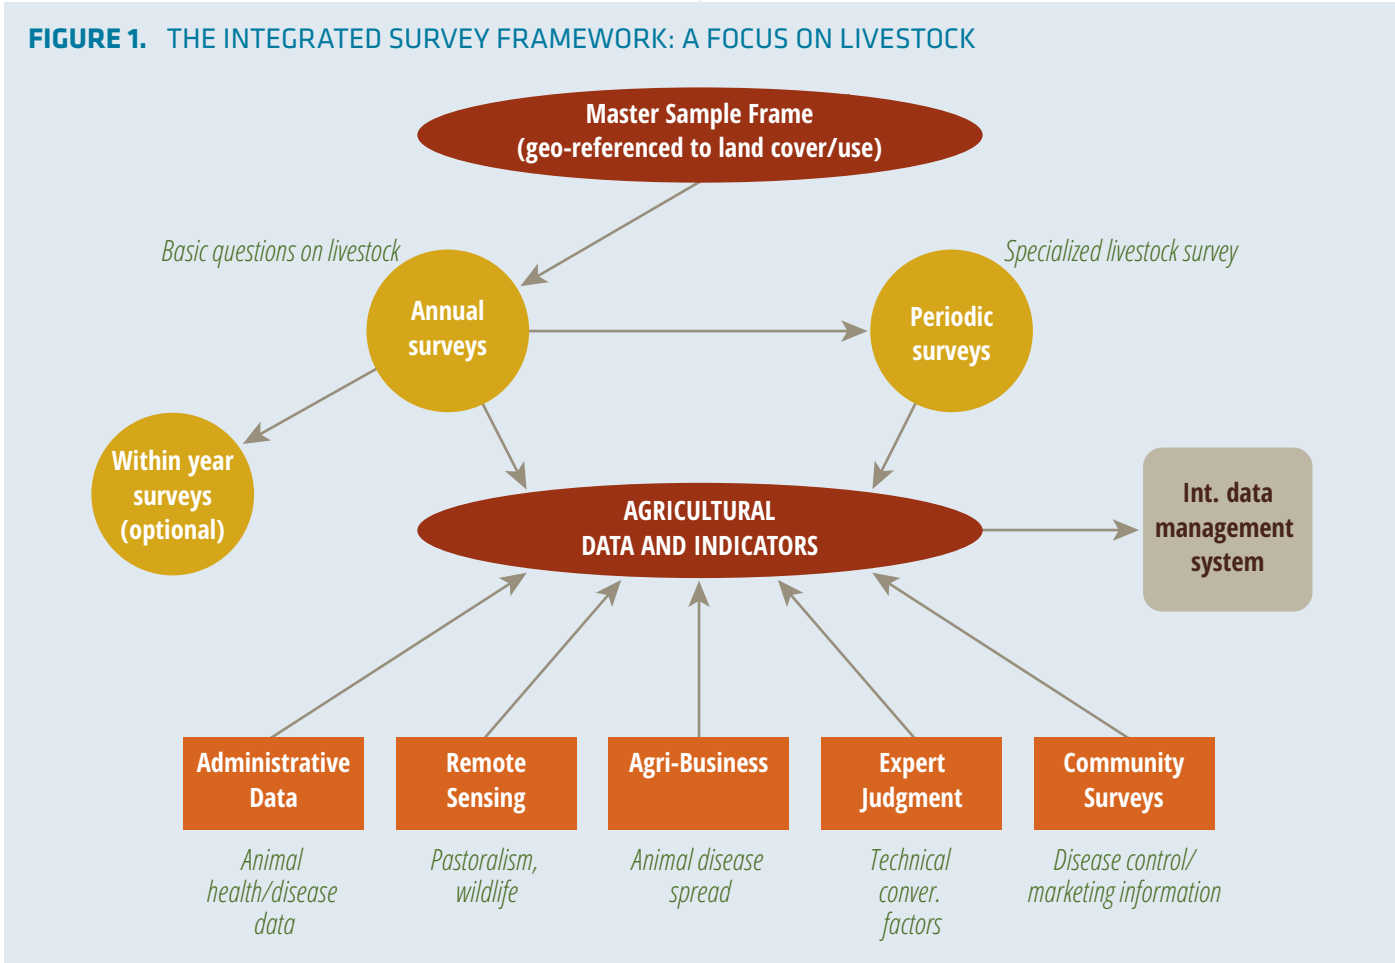 FIGURE 1. THE INTEGRATED SURVEY FRAMEWORK: A FOCUS ON LIVESTOCK
Master Sample Frame
(geo-referenced to land cover/use)
Basic questions on livestock
Specialized livestock survey
Annual
surveys
Periodic
surveys
Within year
surveys
(optional)
AGRICULTURAL
DATA AND INDICATORS
Int. data
management
system
Administrative
Data
Remote
Sensing
Agri-Business
Expert
Judgment
Community
Surveys
Animal
health/disease
data
Pastoralism,
wildlife
Animal disease
spread
Technical
conver.
factors
Disease control/
marketing information